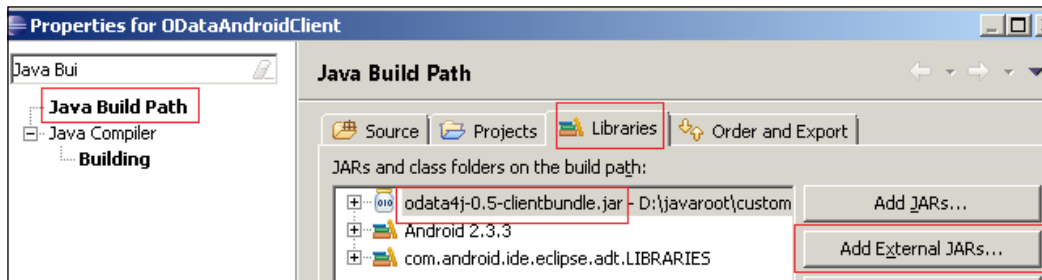 Properties for ODataAndroidClient
Java Bui
Java Build Path
Java Compiler
Building
Java Build Path
Source Projects Libraries Order and Export
JARs and class folders on the build path:
odata4j-0.5-clientbundle.jar - D:\javaroot\custom
Android 2.3.3
com.android.ide.eclipse.adt.LIBRARIES
Add JARs...
Add External JARs...